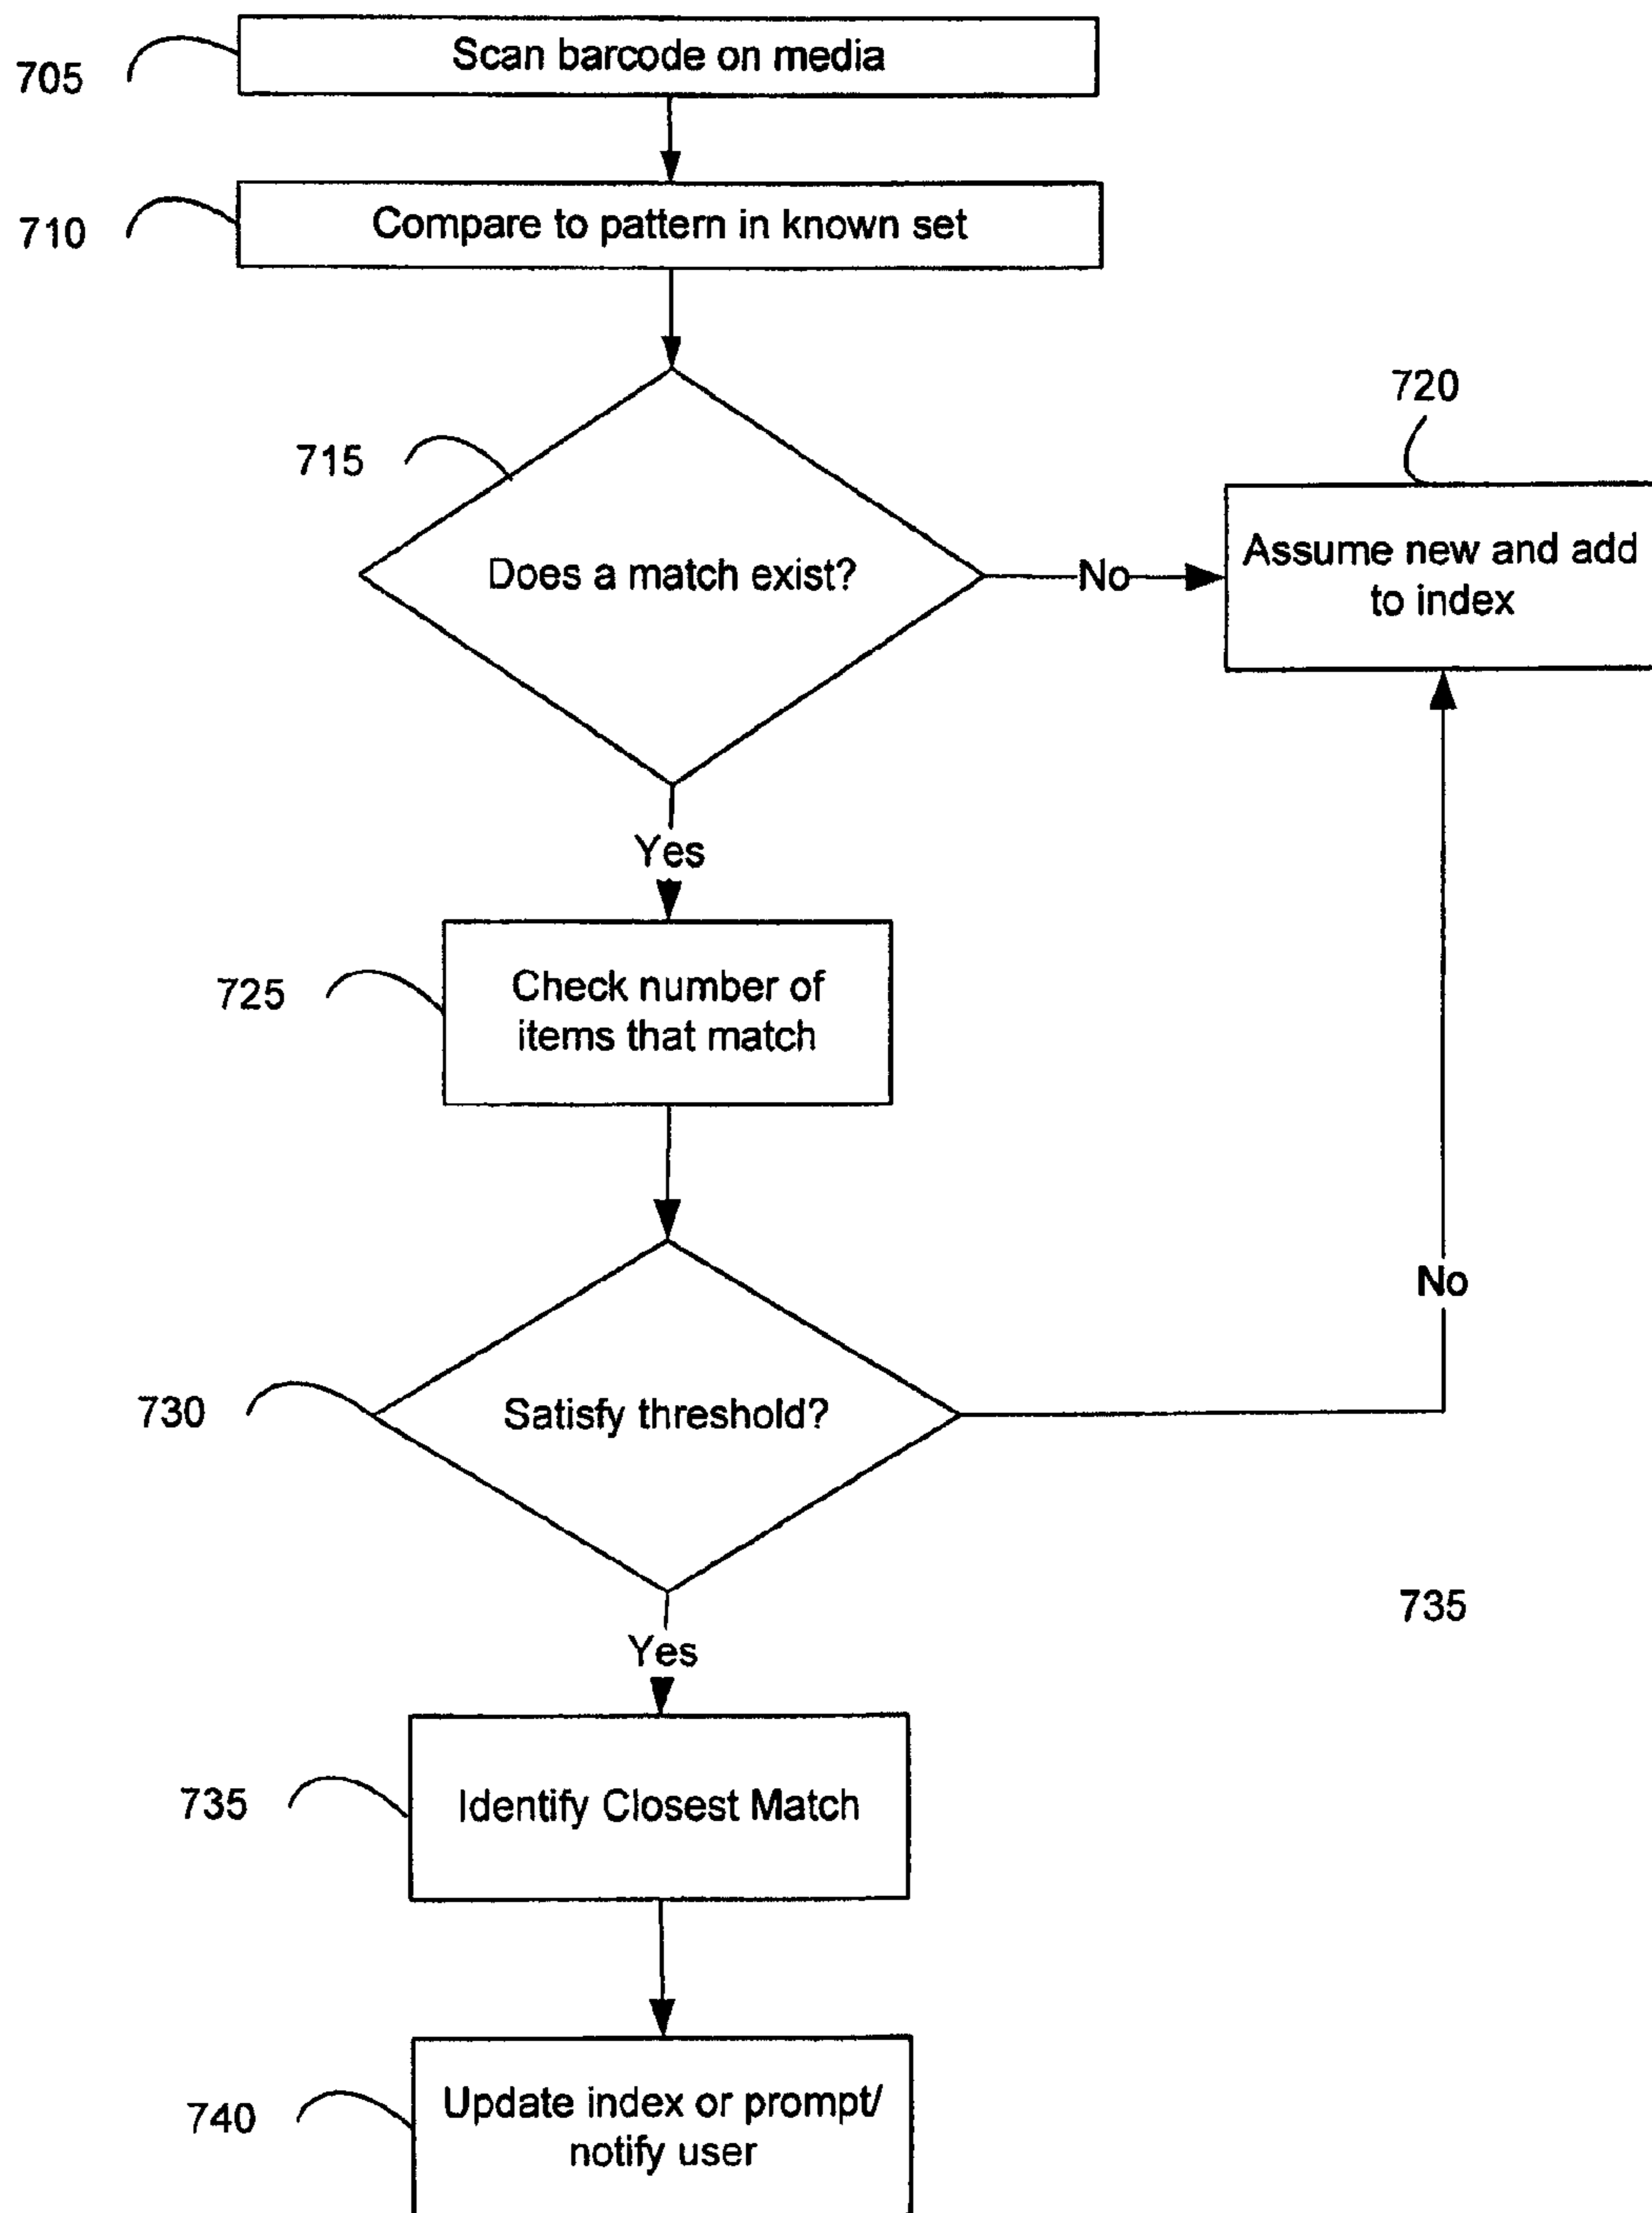 705
Scan barcode on media
710
Compare to pattern in known set
720
715
Does a match exist?
No
Assume new and add
to index
Yes
725
Check number of
items that match
No
730
Satisfy threshold?
735
Yes
735
Identify Closest Match
740
Update index or prompt/
notify user